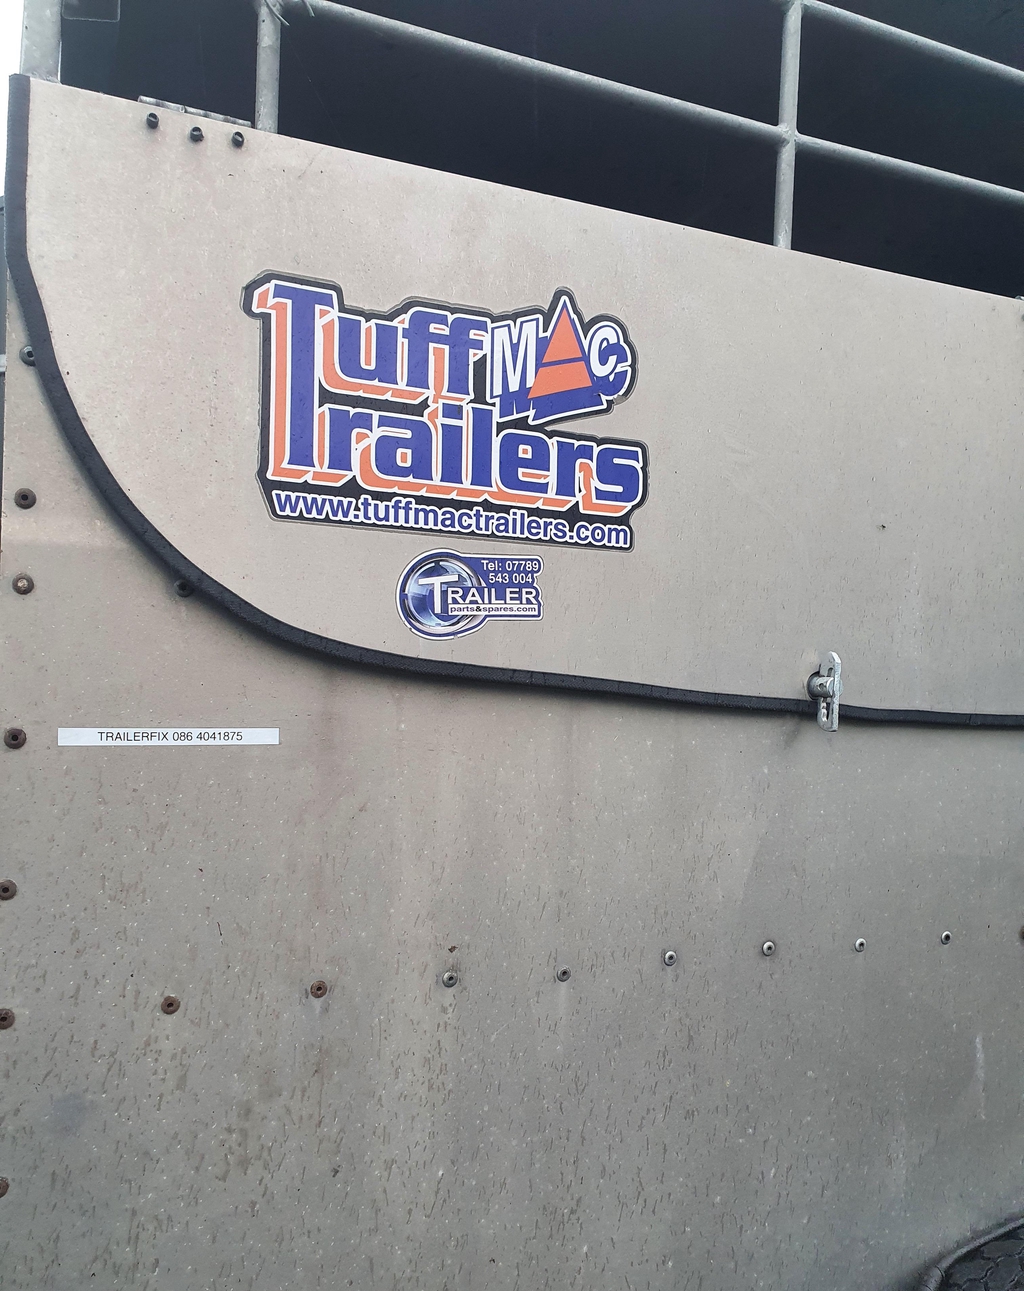 Tuff MAC
Trailers
www.tuffmactrailers.com
Tel: 07789
543 004
TRAILER
parts&spares.com
TRAILERFIX 086 4041875